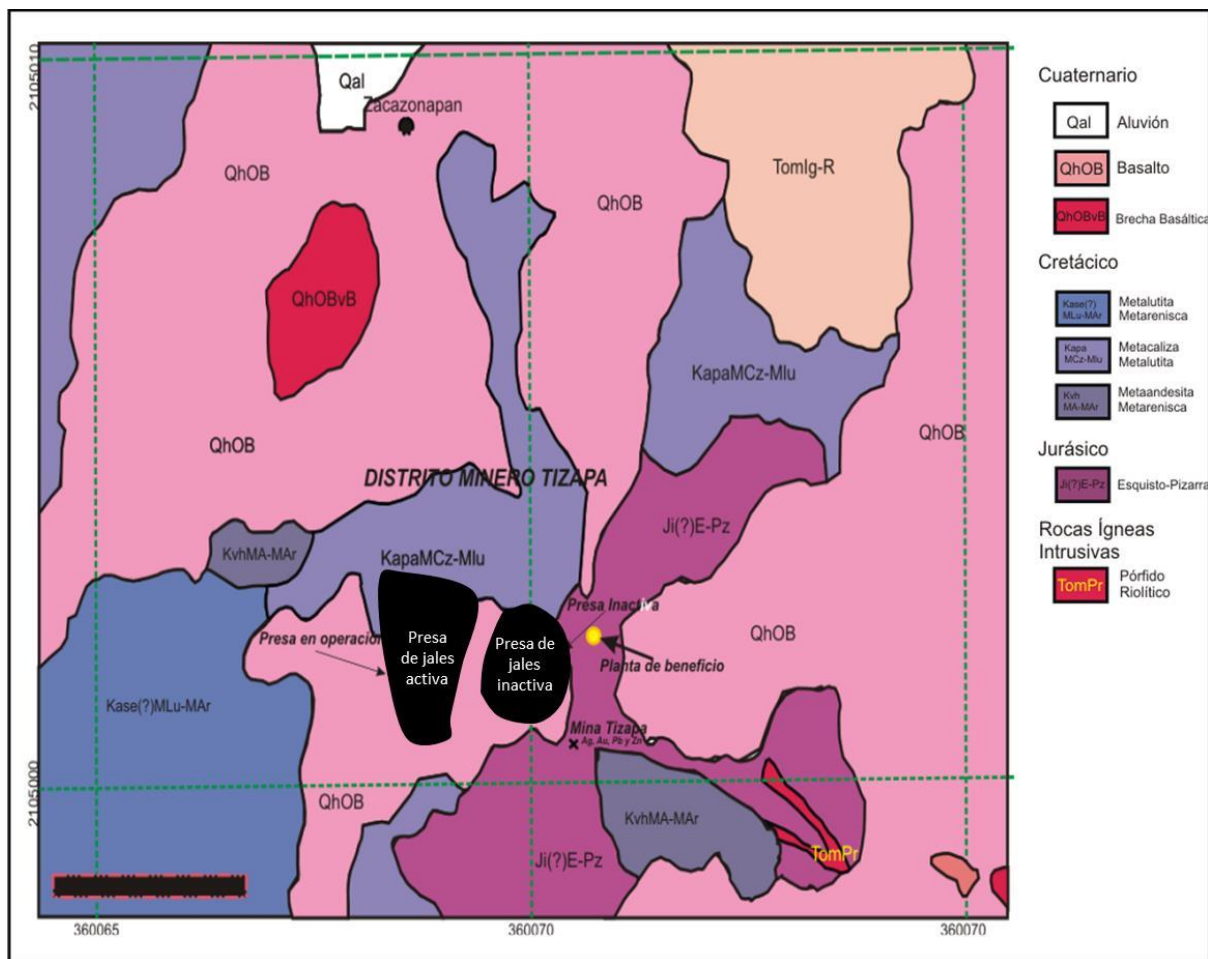 2105010
Qal
Zacazonapan
QhOB
QhOB
TomIg-R
QhOBvB
KapaMCz-Mlu
QhOB
QhOB
DISTRITO MINERO TIZAPA
Ji(?)E-Pz
KvhMA-MAr
KapaMCz-Mlu
Presa Inactiva
Presa en operación
Presa
de jales
activa
Presa de
jales
inactiva
QhOB
Planta de beneficio
Kase(?)MLu-MAr
Mina Tizapa
Ag, Au, Pb y Zn
2105000
QhOB
KvhMA-MAr
TomPr
Ji(?)E-Pz
360065
360070
360070
Cuaternario
Qal
Aluvión
QhOB
Basalto
QhOBvB
Brecha Basáltica
Cretácico
Kase(?)
MLu-MAr
Metalutita
Metarenisca
Kapa
MCz-Mlu
Metacaliza
Metalutita
Kvh
MA-MAr
Metaandesita
Metarenisca
Jurásico
Ji(?)E-Pz
Esquisto-Pizarra
Rocas Ígneas
Intrusivas
TomPr
Pórfido
Riolítico